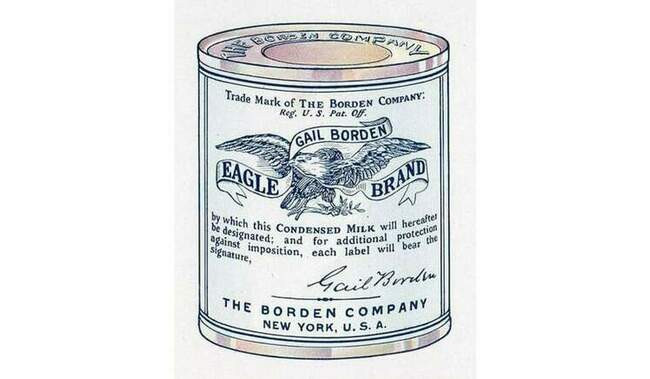 THE BORDEN COMPANY
Trade Mark of THE BORDEN COMPANY:
Reg. U. S. Pat. Off.
GAIL BORDEN
EAGLE BRAND
by which this CONDENSED MILK will hereafter
be designated; and for additional protection
against imposition, each label will bear the
signature,
Gail Borden
THE BORDEN COMPANY
NEW YORK, U. S. A.